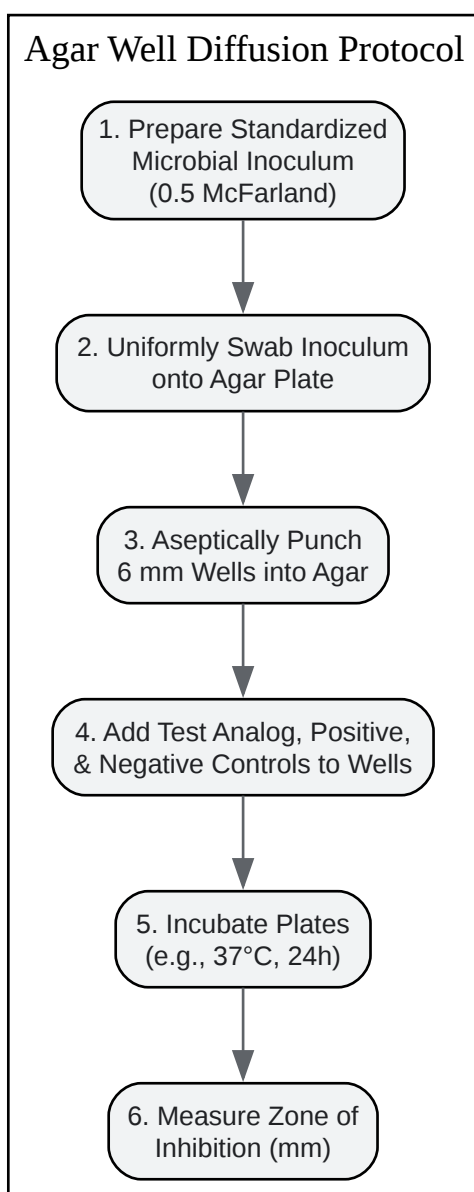 Agar Well Diffusion Protocol
1. Prepare Standardized
Microbial Inoculum
(0.5 McFarland)
2. Uniformly Swab Inoculum
onto Agar Plate
3. Aseptically Punch
6 mm Wells into Agar
4. Add Test Analog, Positive,
& Negative Controls to Wells
5. Incubate Plates
(e.g., 37°C, 24h)
6. Measure Zone of
Inhibition (mm)